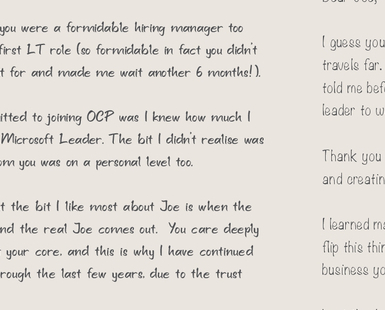 you were a formidable hiring manager too
first LT role (so formidable in fact you didn't
t for and made me wait another 6 months!).
itted to joining OCP was I knew how much I
Microsoft Leader. The bit I didn't realise was
om you was on a personal level too.
t the bit I like most about Joe is when the
nd the real Joe comes out. You care deeply
your core, and this is why I have continued
rough the last few years, due to the trust
I guess you
travels far.
told me bef
leader to w
Thank you
and creatin
I learned ma
flip this thin
business yo